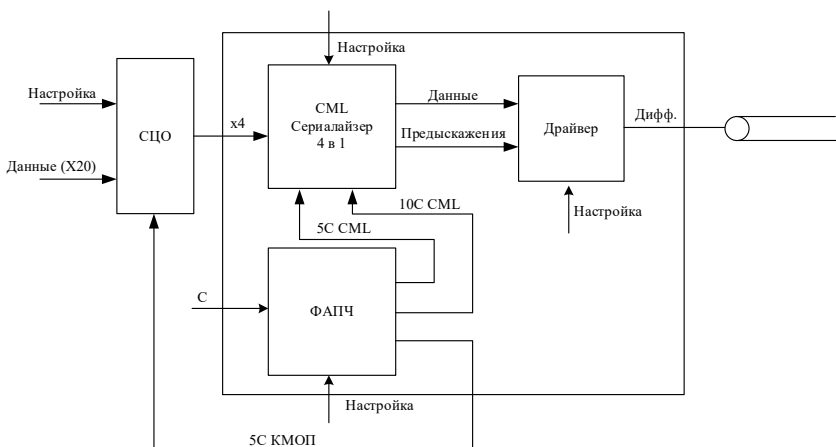 Настройка
Настройка
СЦО
x4
CML
Сериалайзер
4 в 1
Данные
Предыскажения
Драйвер
Дифф.
Данные (X20)
Настройка
10С CML
5С CML
С
ФАПЧ
Настройка
5С КМОП